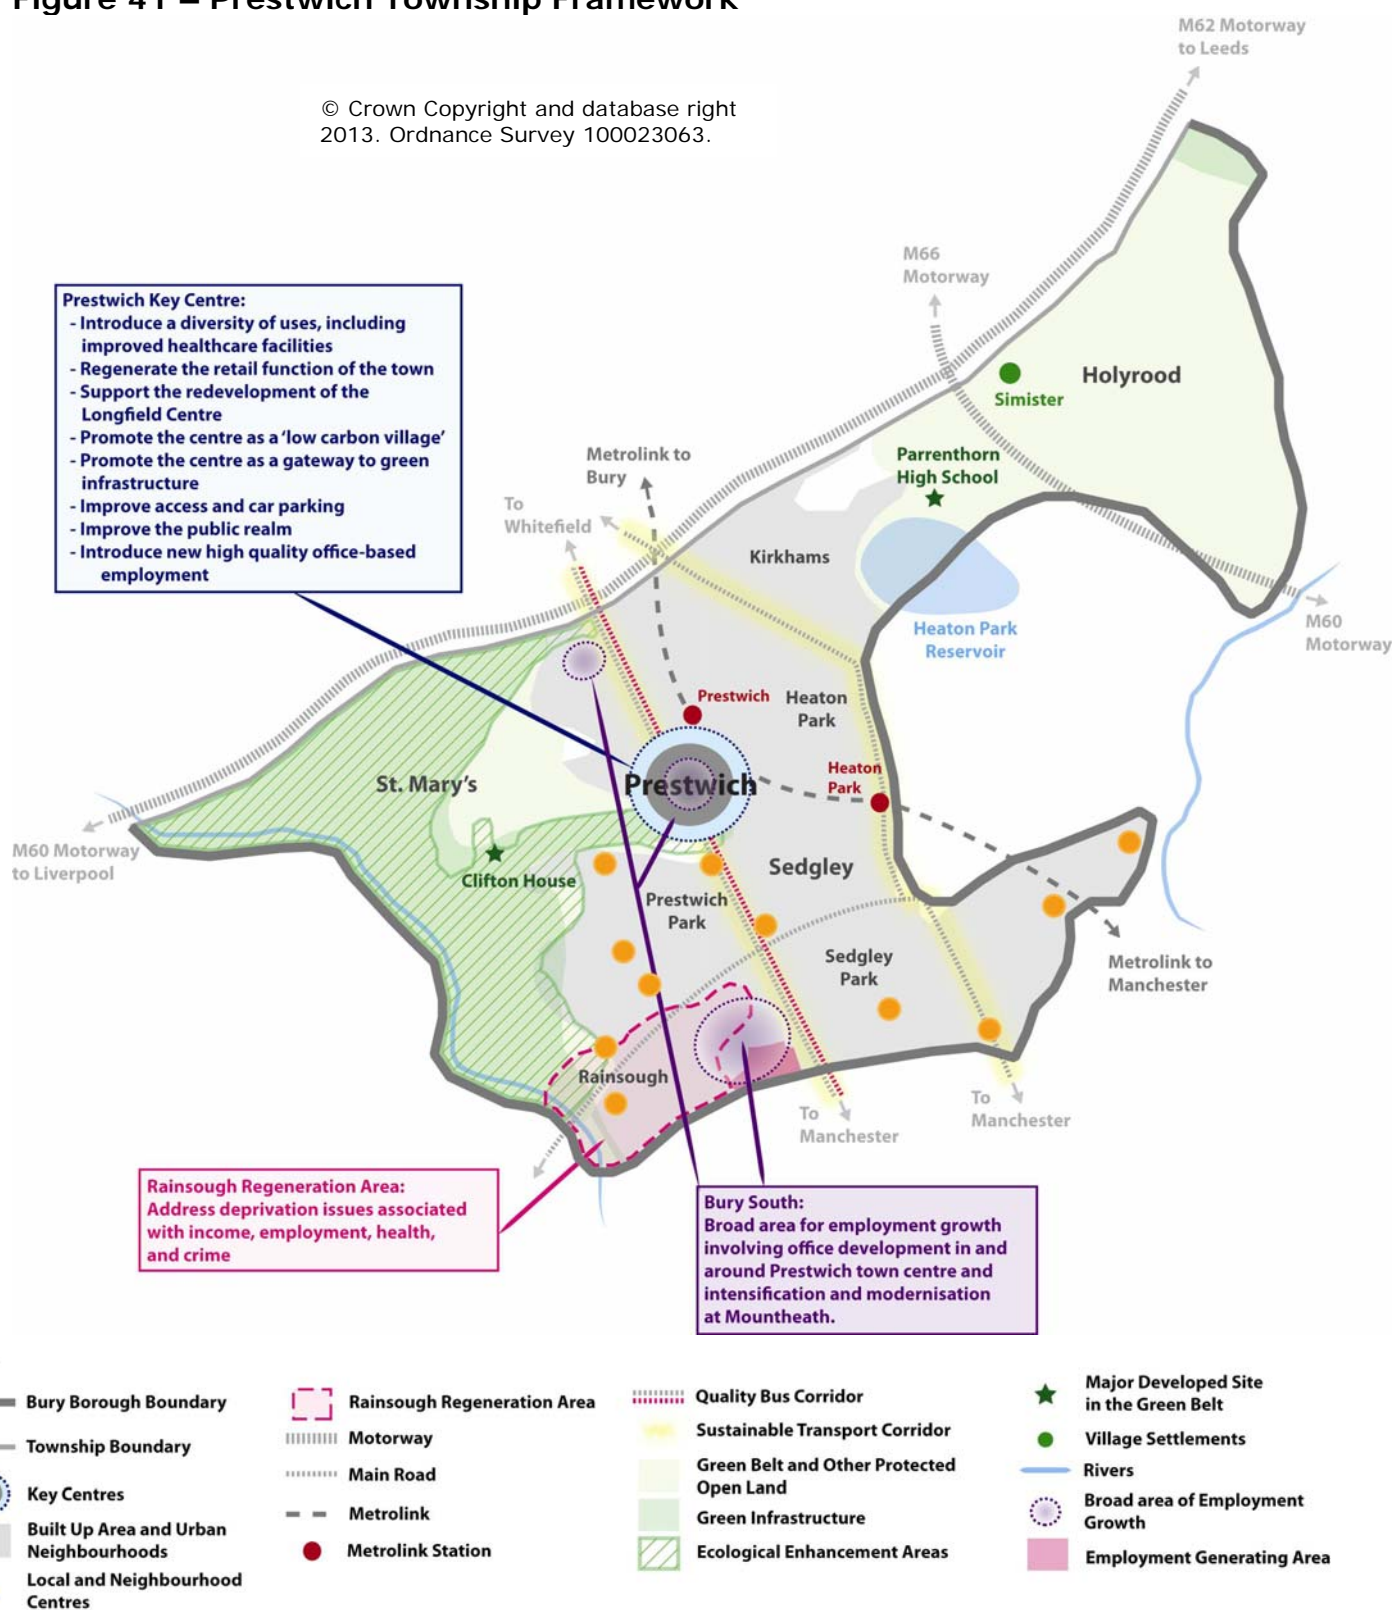 Figure 41 – Prestwich Township Framework
M62 Motorway
to Leeds
© Crown Copyright and database right
2013. Ordnance Survey 100023063.
M66
Motorway
Prestwich Key Centre:
- Introduce a diversity of uses, including
improved healthcare facilities
- Regenerate the retail function of the town
- Support the redevelopment of the
Longfield Centre
- Promote the centre as a 'low carbon village'
- Promote the centre as a gateway to green
infrastructure
- Improve access and car parking
- Improve the public realm
- Introduce new high quality office-based
employment
Holyrood
Simister
Metrolink to
Bury
Parrenthorn
High School
To
Whitefield
Kirkhams
Heaton Park
Reservoir
M60
Motorway
Prestwich
Heaton
Park
Heaton
Park
St. Mary's
Prestwich
M60 Motorway
to Liverpool
Clifton House
Sedgley
Prestwich
Park
Sedgley
Park
Metrolink to
Manchester
Rainsough
To
Manchester
To
Manchester
Rainsough Regeneration Area:
Address deprivation issues associated
with income, employment, health,
and crime
Bury South:
Broad area for employment growth
involving office development in and
around Prestwich town centre and
intensification and modernisation
at Mountheath.
Bury Borough Boundary
Township Boundary
Key Centres
Built Up Area and Urban
Neighbourhoods
Local and Neighbourhood
Centres
Rainsough Regeneration Area
Motorway
Main Road
Metrolink
Metrolink Station
Quality Bus Corridor
Sustainable Transport Corridor
Green Belt and Other Protected
Open Land
Green Infrastructure
Ecological Enhancement Areas
Major Developed Site
in the Green Belt
Village Settlements
Rivers
Broad area of Employment
Growth
Employment Generating Area